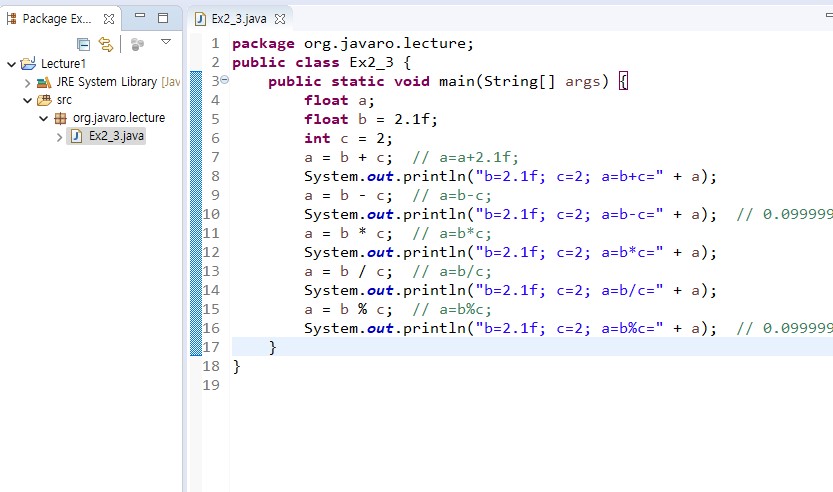 Package Ex...
Lecture1
JRE System Library [Jav
src
org.javaro.lecture
Ex2_3.java
Ex2_3.java
1 package org.javaro.lecture;
2 public class Ex2_3 {
3 public static void main(String[] args) {
4 float a;
5 float b = 2.1f;
6 int c = 2;
7 a = b + c; // a=a+2.1f;
8 System.out.println("b=2.1f; c=2; a=b+c=" + a);
9 a = b - c; // a=b-c;
10 System.out.println("b=2.1f; c=2; a=b-c=" + a); // 0.099999
11 a = b * c; // a=b*c;
12 System.out.println("b=2.1f; c=2; a=b*c=" + a);
13 a = b / c; // a=b/c;
14 System.out.println("b=2.1f; c=2; a=b/c=" + a);
15 a = b % c; // a=b%c;
16 System.out.println("b=2.1f; c=2; a=b%c=" + a); // 0.099999
17 }
18 }
19